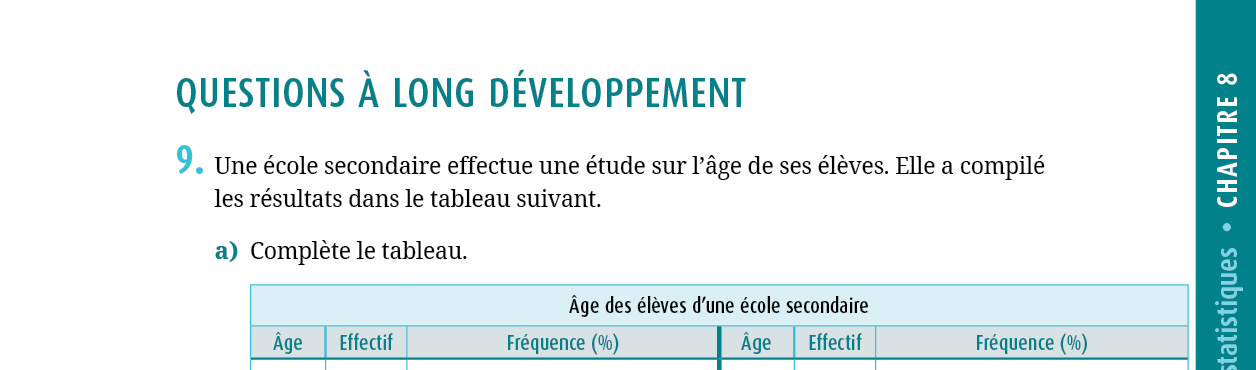 QUESTIONS À LONG DÉVELOPPEMENT
9. Une école secondaire effectue une étude sur l’âge de ses élèves. Elle a compilé
les résultats dans le tableau suivant.
a) Complète le tableau.
Âge des élèves d’une école secondaire
Âge Effectif Fréquence (%) Âge Effectif Fréquence (%)
statistiques • CHAPITRE 8